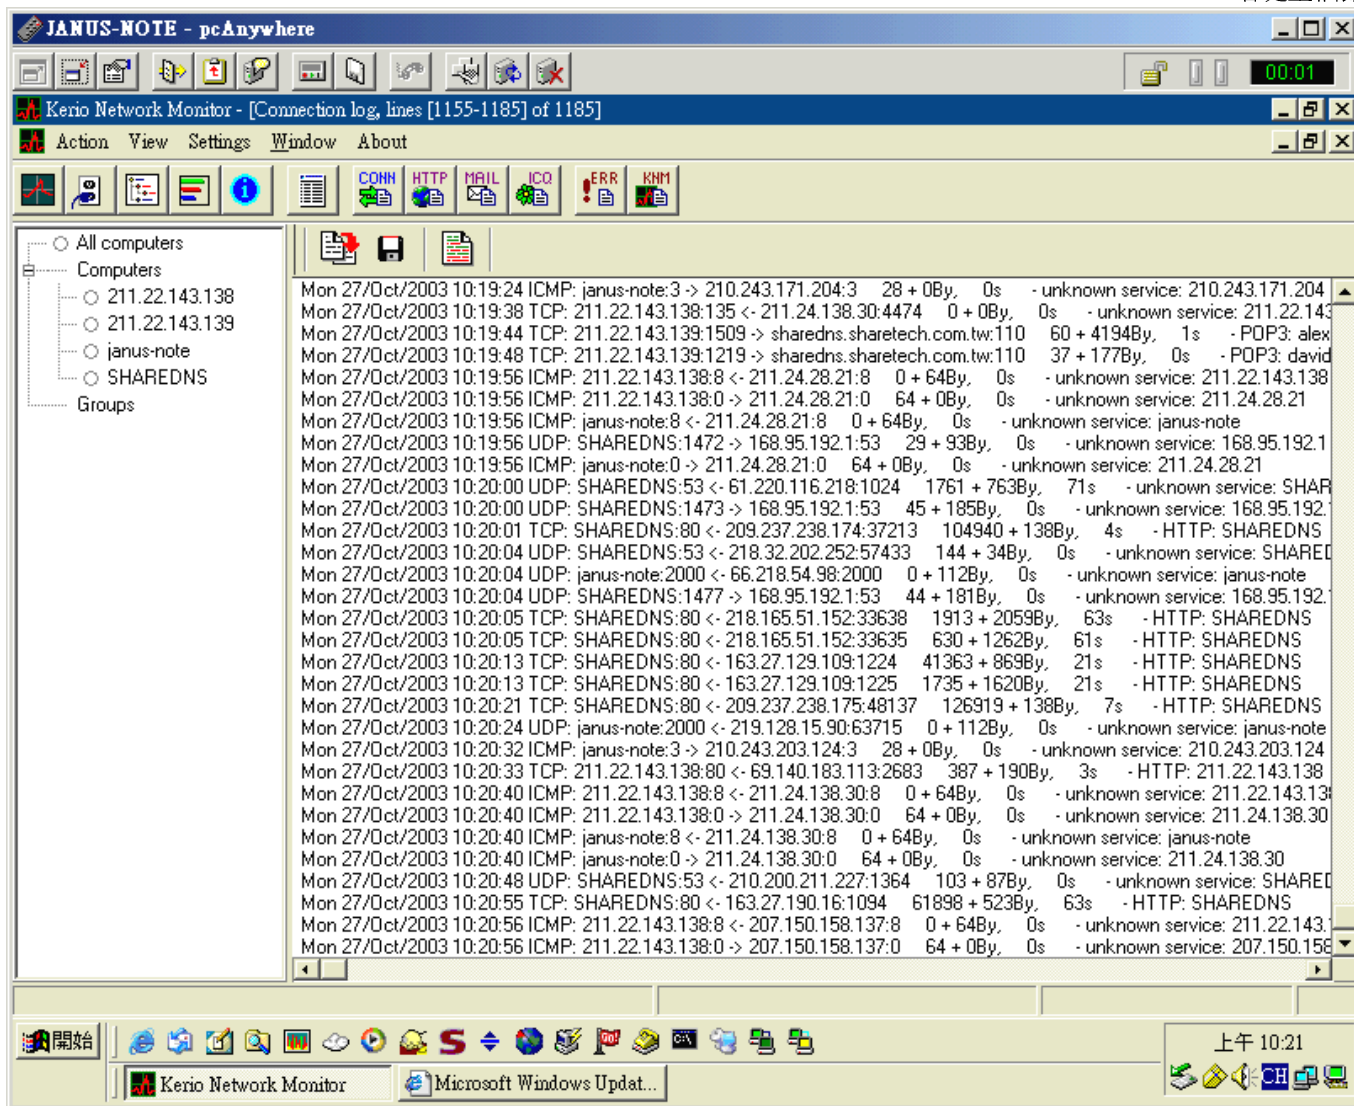 JANUS-NOTE - pcAnywhere
00:01
Kerio Network Monitor - [Connection log, lines [1155-1185] of 1185]
Action View Settings Window About
CONN HTTP MAIL ICQ ERR KNM
All computers
Computers
211.22.143.138
211.22.143.139
janus-note
SHAREDNS
Groups
Mon 27/Oct/2003 10:19:24 ICMP: janus-note:3 -> 210.243.171.204:3 28 + 0By, 0s - unknown service: 210.243.171.204
Mon 27/Oct/2003 10:19:38 TCP: 211.22.143.138:135 <- 211.24.138.30:4474 0 + 0By, 0s - unknown service: 211.22.143
Mon 27/Oct/2003 10:19:44 TCP: 211.22.143.139:1509 -> sharedns.sharetech.com.tw:110 60 + 4194By, 1s - POP3: alex
Mon 27/Oct/2003 10:19:48 TCP: 211.22.143.139:1219 -> sharedns.sharetech.com.tw:110 37 + 177By, 0s - POP3: david
Mon 27/Oct/2003 10:19:56 ICMP: 211.22.143.138:8 <- 211.24.28.21:8 0 + 64By, 0s - unknown service: 211.22.143.138
Mon 27/Oct/2003 10:19:56 ICMP: 211.22.143.138:0 -> 211.24.28.21:0 64 + 0By, 0s - unknown service: 211.24.28.21
Mon 27/Oct/2003 10:19:56 ICMP: janus-note:8 <- 211.24.28.21:8 0 + 64By, 0s - unknown service: janus-note
Mon 27/Oct/2003 10:19:56 UDP: SHAREDNS:1472 -> 168.95.192.1:53 29 + 93By, 0s - unknown service: 168.95.192.1
Mon 27/Oct/2003 10:19:56 ICMP: janus-note:0 -> 211.24.28.21:0 64 + 0By, 0s - unknown service: 211.24.28.21
Mon 27/Oct/2003 10:20:00 UDP: SHAREDNS:53 <- 61.220.116.218:1024 1761 + 763By, 71s - unknown service: SHAR
Mon 27/Oct/2003 10:20:00 UDP: SHAREDNS:1473 -> 168.95.192.1:53 45 + 185By, 0s - unknown service: 168.95.192.
Mon 27/Oct/2003 10:20:01 TCP: SHAREDNS:80 <- 209.237.238.174:37213 104940 + 138By, 4s - HTTP: SHAREDNS
Mon 27/Oct/2003 10:20:04 UDP: SHAREDNS:53 <- 218.32.202.252:57433 144 + 34By, 0s - unknown service: SHARED
Mon 27/Oct/2003 10:20:04 UDP: janus-note:2000 <- 66.218.54.98:2000 0 + 112By, 0s - unknown service: janus-note
Mon 27/Oct/2003 10:20:04 UDP: SHAREDNS:1477 -> 168.95.192.1:53 44 + 181By, 0s - unknown service: 168.95.192.
Mon 27/Oct/2003 10:20:05 TCP: SHAREDNS:80 <- 218.165.51.152:33638 1913 + 2059By, 63s - HTTP: SHAREDNS
Mon 27/Oct/2003 10:20:05 TCP: SHAREDNS:80 <- 218.165.51.152:33635 630 + 1262By, 61s - HTTP: SHAREDNS
Mon 27/Oct/2003 10:20:13 TCP: SHAREDNS:80 <- 163.27.129.109:1224 41363 + 869By, 21s - HTTP: SHAREDNS
Mon 27/Oct/2003 10:20:13 TCP: SHAREDNS:80 <- 163.27.129.109:1225 1735 + 1620By, 21s - HTTP: SHAREDNS
Mon 27/Oct/2003 10:20:21 TCP: SHAREDNS:80 <- 209.237.238.175:48137 126919 + 138By, 7s - HTTP: SHAREDNS
Mon 27/Oct/2003 10:20:24 UDP: janus-note:2000 <- 219.128.15.90:63715 0 + 112By, 0s - unknown service: janus-note
Mon 27/Oct/2003 10:20:32 ICMP: janus-note:3 -> 210.243.203.124:3 28 + 0By, 0s - unknown service: 210.243.203.124
Mon 27/Oct/2003 10:20:33 TCP: 211.22.143.138:80 <- 69.140.183.113:2683 387 + 190By, 3s - HTTP: 211.22.143.138
Mon 27/Oct/2003 10:20:40 ICMP: 211.22.143.138:8 <- 211.24.138.30:8 0 + 64By, 0s - unknown service: 211.22.143.13
Mon 27/Oct/2003 10:20:40 ICMP: 211.22.143.138:0 -> 211.24.138.30:0 64 + 0By, 0s - unknown service: 211.24.138.30
Mon 27/Oct/2003 10:20:40 ICMP: janus-note:8 <- 211.24.138.30:8 0 + 64By, 0s - unknown service: janus-note
Mon 27/Oct/2003 10:20:40 ICMP: janus-note:0 -> 211.24.138.30:0 64 + 0By, 0s - unknown service: 211.24.138.30
Mon 27/Oct/2003 10:20:48 UDP: SHAREDNS:53 <- 210.200.211.227:1364 103 + 87By, 0s - unknown service: SHARED
Mon 27/Oct/2003 10:20:55 TCP: SHAREDNS:80 <- 163.27.190.16:1094 61898 + 523By, 63s - HTTP: SHAREDNS
Mon 27/Oct/2003 10:20:56 ICMP: 211.22.143.138:8 <- 207.150.158.137:8 0 + 64By, 0s - unknown service: 211.22.143.
Mon 27/Oct/2003 10:20:56 ICMP: 211.22.143.138:0 -> 207.150.158.137:0 64 + 0By, 0s - unknown service: 207.150.158
開始
上午 10:21
Kerio Network Monitor
Microsoft Windows Updat...
CH